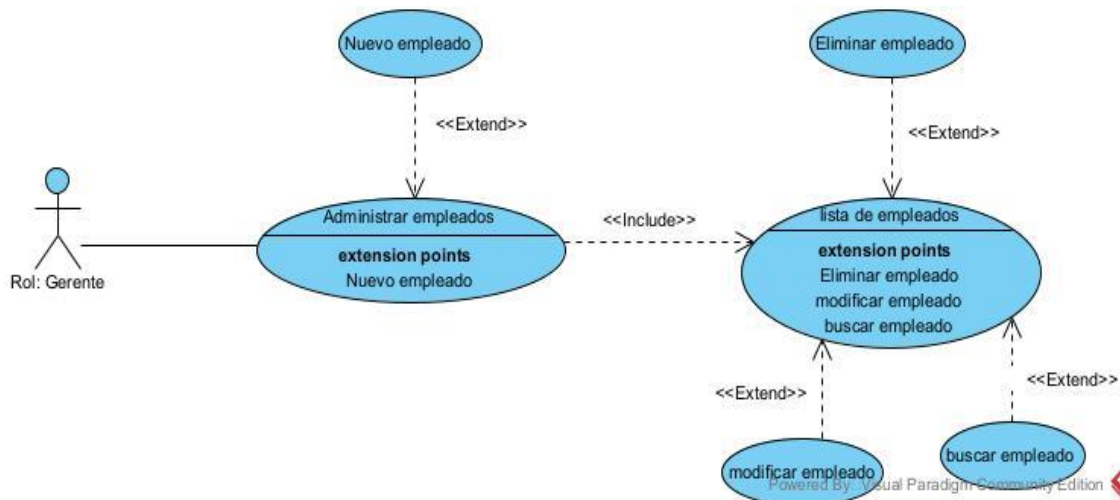 Nuevo empleado
Eliminar empleado
<<Extend>>
<<Extend>>
Administrar empleados
extension points
Nuevo empleado
<<Include>>
lista de empleados
extension points
Eliminar empleado
modificar empleado
buscar empleado
Rol: Gerente
<<Extend>>
<<Extend>>
modificar empleado
buscar empleado
Powered By Visual Paradigm Community Edition